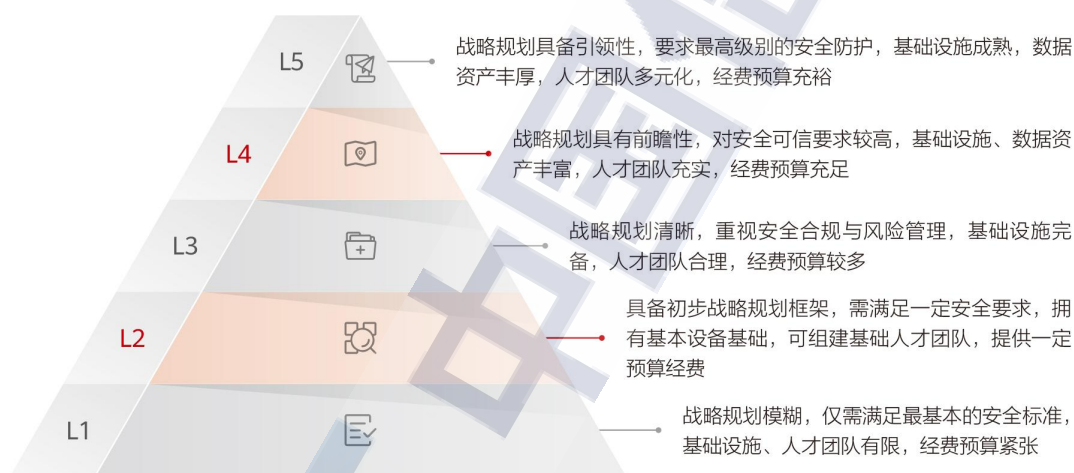 L5
战略规划具备引领性，要求最高级别的安全防护，基础设施成熟，数据
资产丰厚，人才团队多元化，经费预算充裕
L4
战略规划具有前瞻性，对安全可信要求较高，基础设施、数据资
产丰富，人才团队充实，经费预算充足
L3
战略规划清晰，重视安全合规与风险管理，基础设施完
备，人才团队合理，经费预算较多
L2
具备初步战略规划框架，需满足一定安全要求，拥
有基本设备基础，可组建基础人才团队，提供一定
预算经费
L1
战略规划模糊，仅需满足最基本的安全标准，
基础设施、人才团队有限，经费预算紧张
中国